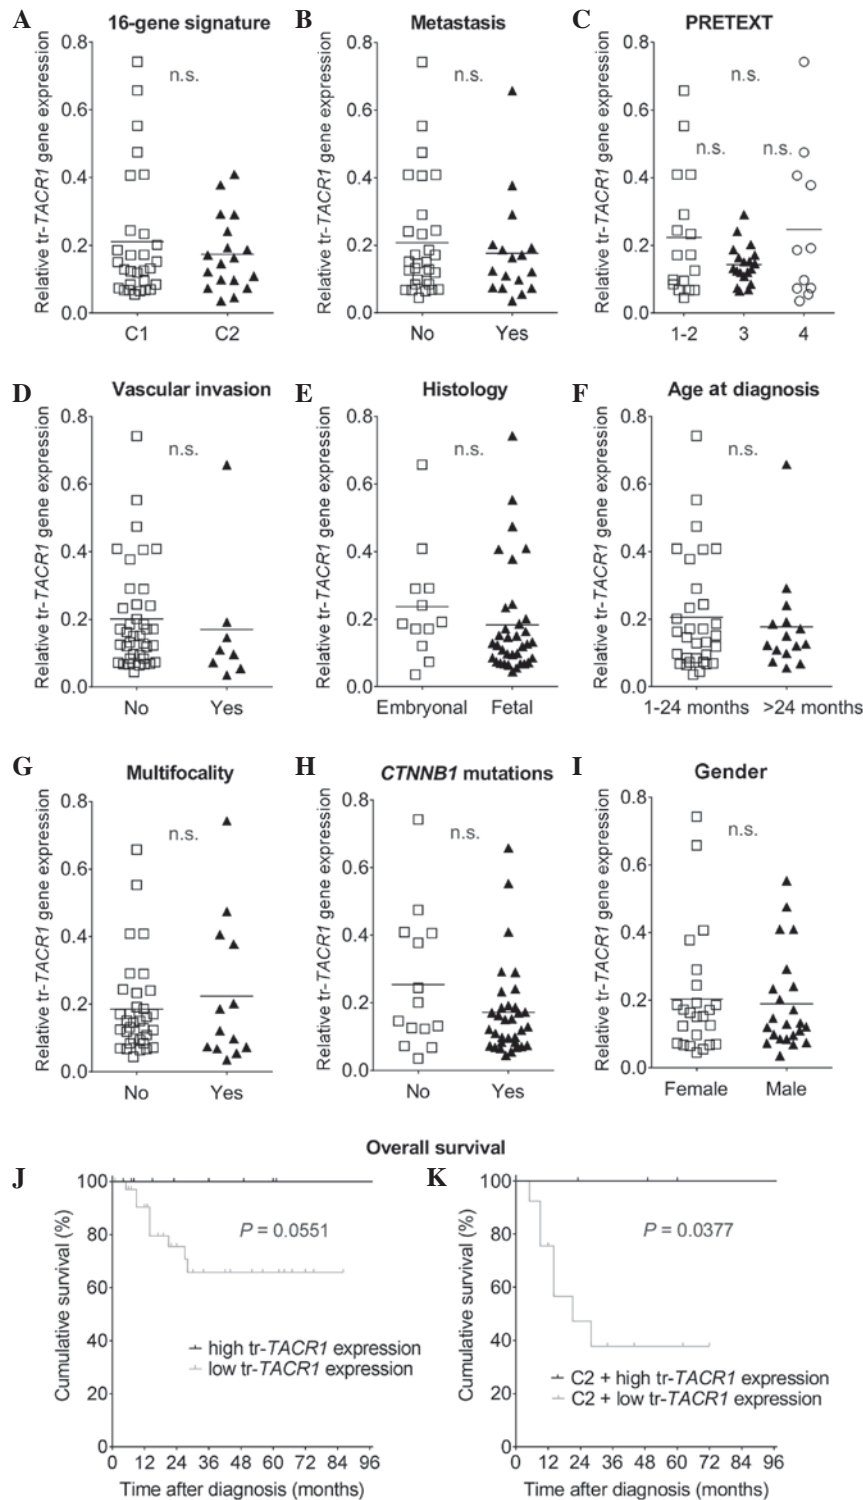 A 16-gene signature
Relative tr-TACR1 gene expression
0.8
0.6
0.4
0.2
0.0
n.s.
C1 C2
B Metastasis
Relative tr-TACR1 gene expression
0.8
0.6
0.4
0.2
0.0
n.s.
No Yes
C PRETEXT
Relative tr-TACR1 gene expression
0.8
0.6
0.4
0.2
0.0
n.s.
n.s. n.s.
1-2 3 4
D Vascular invasion
Relative tr-TACR1 gene expression
0.8
0.6
0.4
0.2
0.0
n.s.
No Yes
E Histology
Relative tr-TACR1 gene expression
0.8
0.6
0.4
0.2
0.0
n.s.
Embryonal Fetal
F Age at diagnosis
Relative tr-TACR1 gene expression
0.8
0.6
0.4
0.2
0.0
n.s.
1-24 months >24 months
G Multifocality
Relative tr-TACR1 gene expression
0.8
0.6
0.4
0.2
0.0
n.s.
No Yes
H CTNNB1 mutations
Relative tr-TACR1 gene expression
0.8
0.6
0.4
0.2
0.0
n.s.
No Yes
I Gender
Relative tr-TACR1 gene expression
0.8
0.6
0.4
0.2
0.0
n.s.
Female Male
Overall survival
J
Cumulative survival (%)
100
80
60
40
20
0
P = 0.0551
high tr-TACR1 expression
low tr-TACR1 expression
0 12 24 36 48 60 72 84 96
Time after diagnosis (months)
K
Cumulative survival (%)
100
80
60
40
20
0
P = 0.0377
C2 + high tr-TACR1 expression
C2 + low tr-TACR1 expression
0 12 24 36 48 60 72 84 96
Time after diagnosis (months)